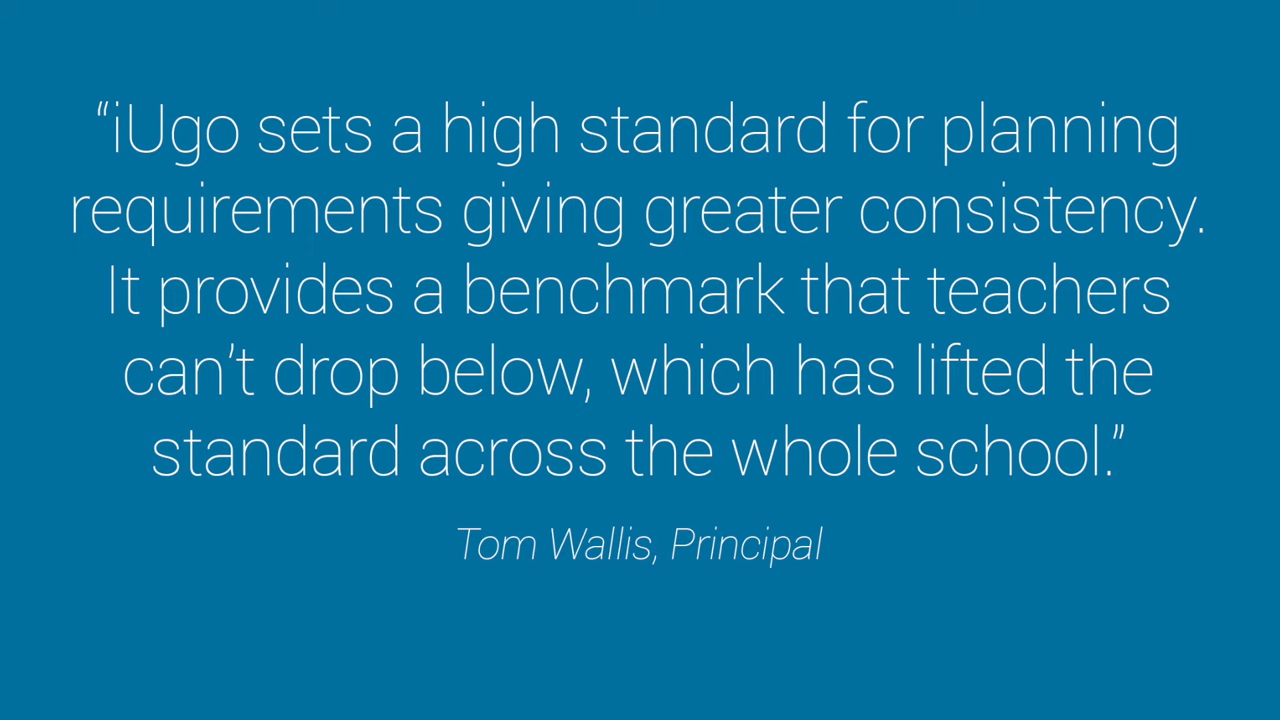 “iUgo sets a high standard for planning
requirements giving greater consistency.
It provides a benchmark that teachers
can’t drop below, which has lifted the
standard across the whole school.”
Tom Wallis, Principal